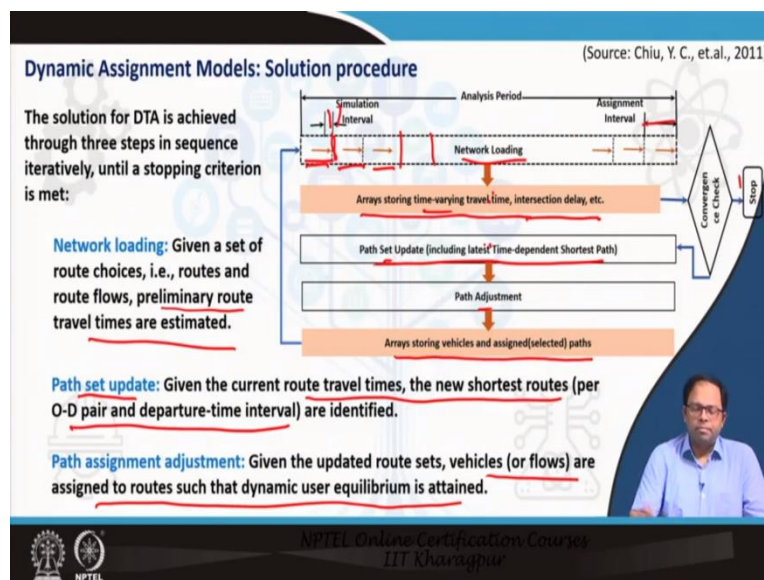 (Source: Chiu, Y. C., et.al., 2011)
Dynamic Assignment Models: Solution procedure
The solution for DTA is achieved
through three steps in sequence
iteratively, until a stopping criterion
is met:
Network loading: Given a set of
route choices, i.e., routes and
route flows, preliminary route
travel times are estimated.
Analysis Period
Simulation
Interval
Assignment
Interval
Network Loading
Arrays storing time-varying travel time, intersection delay, etc.
Path Set Update (including latest Time-dependent Shortest Path)
Path Adjustment
Arrays storing vehicles and assigned(selected) paths
Convergen
ce Check
Stop
Path set update: Given the current route travel times, the new shortest routes (per
O-D pair and departure-time interval) are identified.
Path assignment adjustment: Given the updated route sets, vehicles (or flows) are
assigned to routes such that dynamic user equilibrium is attained.
NPTEL
NPTEL Online Certification Courses
IIT Kharagpur